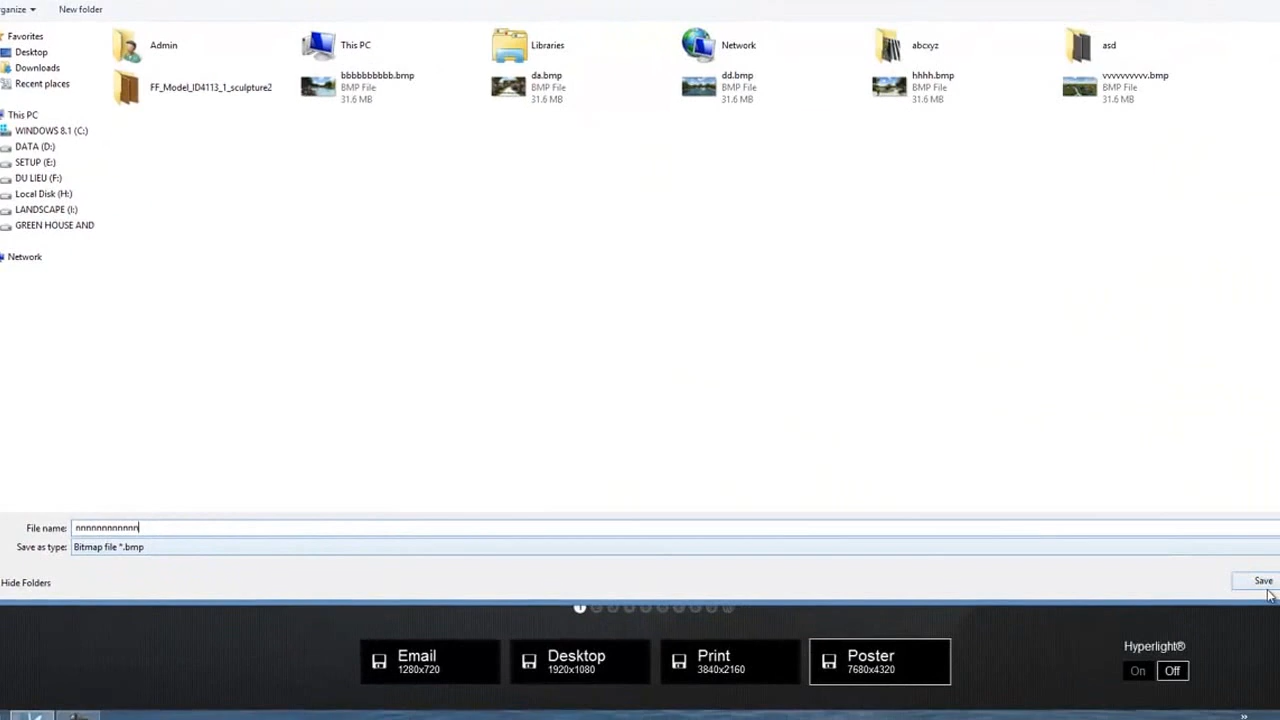 rganize
New folder
Favorites
Desktop
Downloads
Recent places
This PC
WINDOWS 8.1 (C:)
DATA (D:)
SETUP (E:)
DU LIEU (F:)
Local Disk (H:)
LANDSCAPE (I:)
GREEN HOUSE AND
Network
Admin
This PC
Libraries
Network
abcxyz
asd
FF_Model_ID4113_1_sculpture2
bbbbbbbbbb.bmp
BMP File
31.6 MB
da.bmp
BMP File
31.6 MB
dd.bmp
BMP File
31.6 MB
hhhh.bmp
BMP File
31.6 MB
vvvvvvvvv.bmp
BMP File
31.6 MB
File name: nnnnnnnnnnnn
Save as type: Bitmap file *.bmp
Hide Folders
Save
1
Email
1280x720
Desktop
1920x1080
Print
3840x2160
Poster
7680x4320
Hyperlight®
On
Off